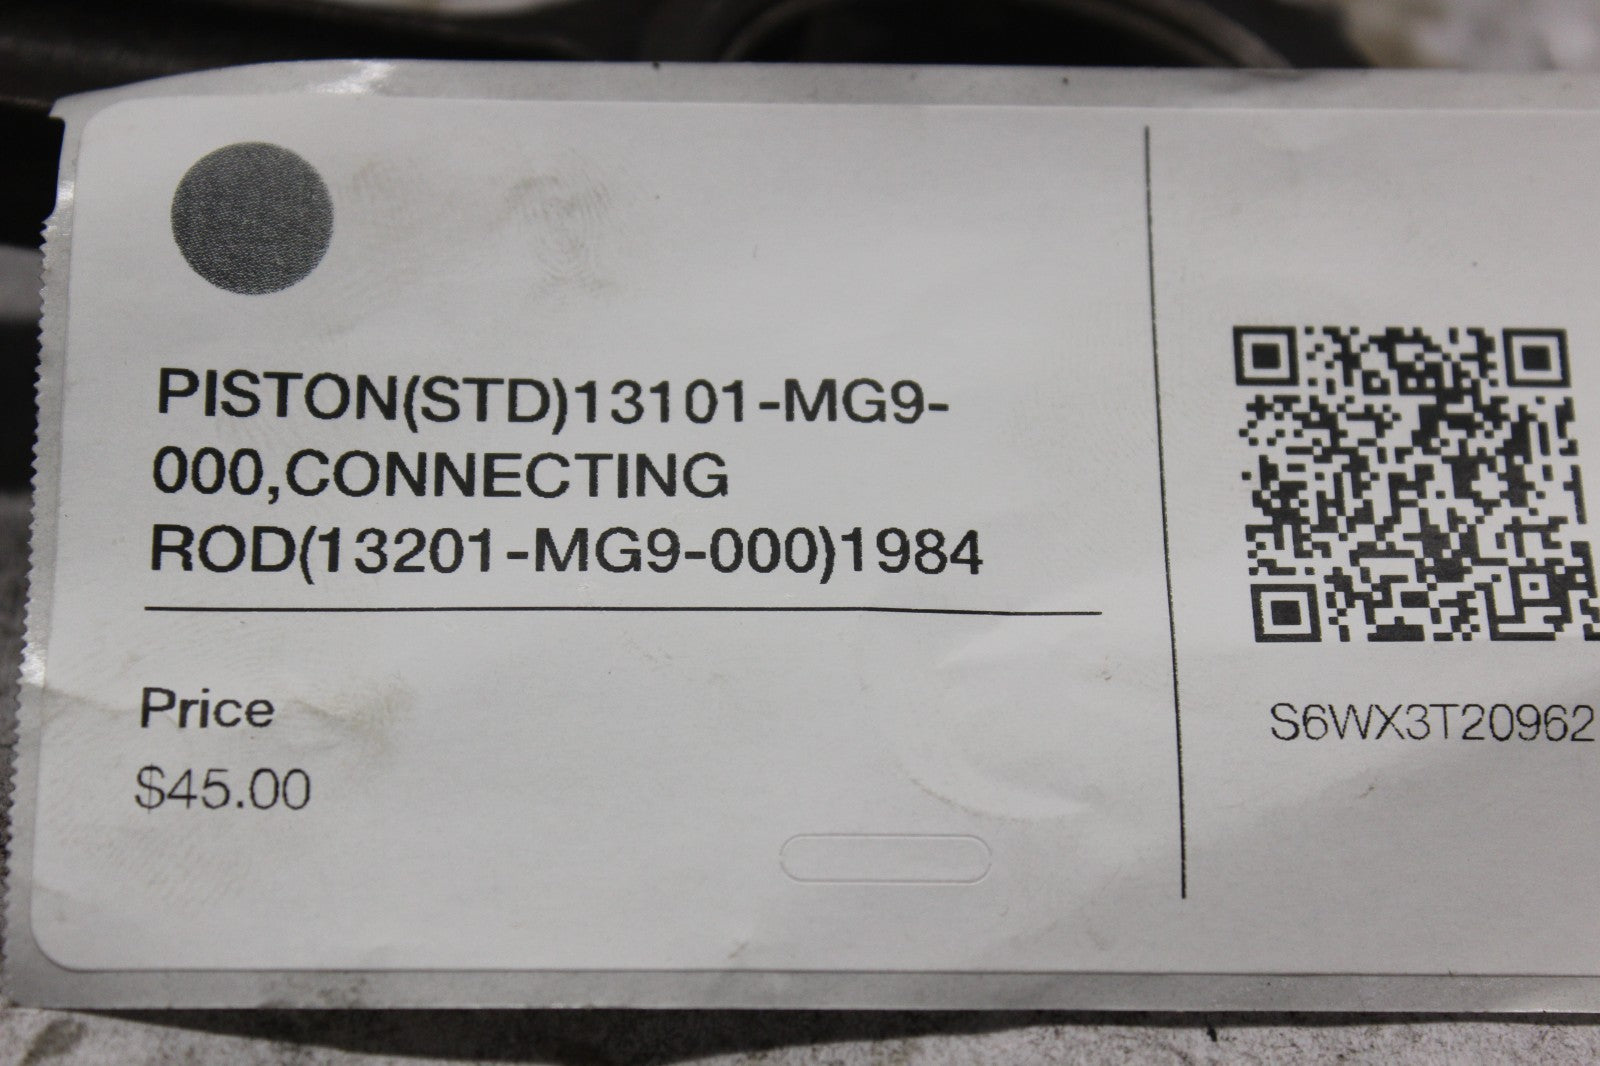 PISTON(STD)13101-MG9-
000,CONNECTING
ROD(13201-MG9-000)1984
Price
$45.00
S6WX3T20962